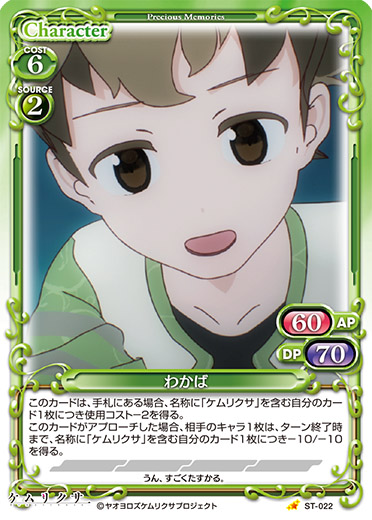 Precious Memories
Character
COST
6
SOURCE
2
60 AP
DP 70
わかば
このカードは、手札にある場合、名称に「ケムリクサ」を含む自分のカー
ド1枚につき使用コスト−2を得る。
このカードがアプローチした場合、相手のキャラ1枚は、ターン終了時
まで、名称に「ケムリクサ」を含む自分のカード1枚につき−10/−10
を得る。
うん、すごくたすかる。
ケムリクサ
©ヤオヨロズケムリクサプロジェクト
ST-022